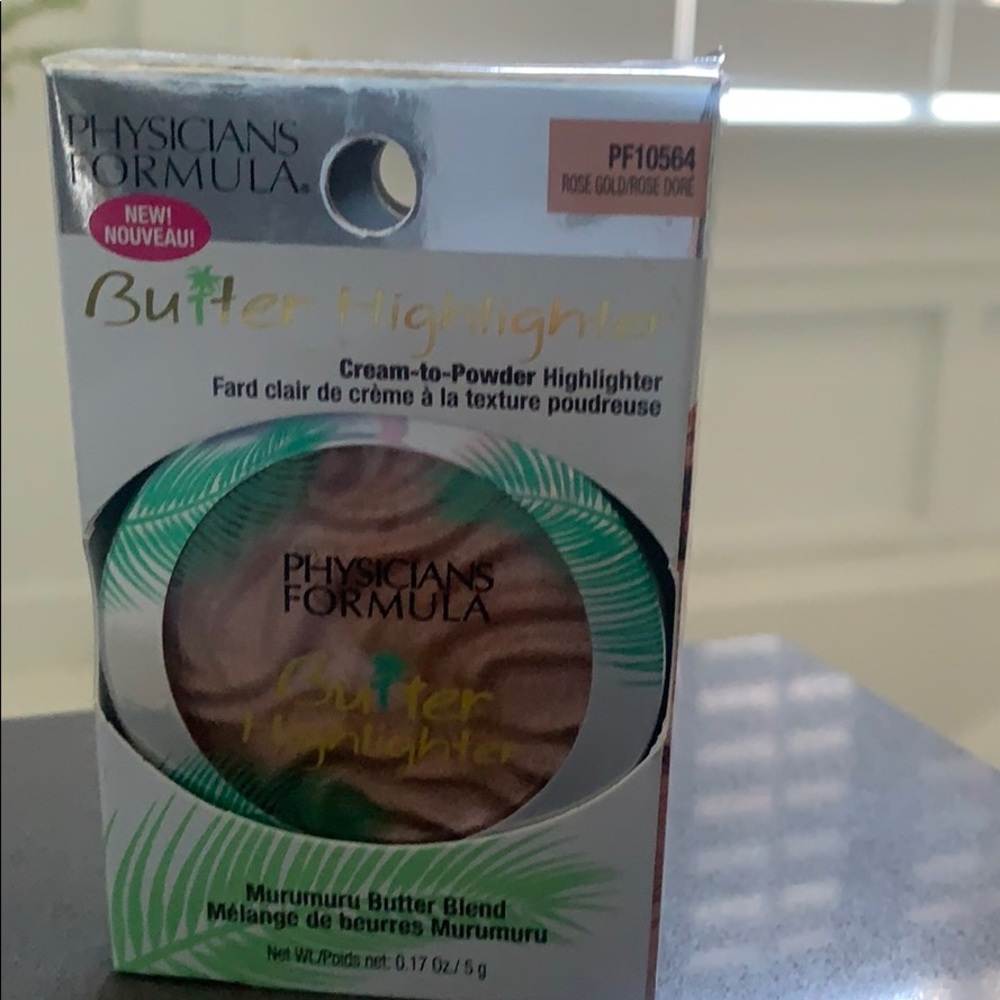 PHYSICIANS
FORMULA®
PF10564
ROSE GOLD/ROSE DORÉ
NEW!
NOUVEAU!
Butter Highlighter
Cream-to-Powder Highlighter
Fard clair de crème à la texture poudreuse
PHYSICIANS
FORMULA
Butter
Highlighter
Murumuru Butter Blend
Mélange de beurres Murumuru
Net Wt./Poids net: 0.17 Oz./5 g